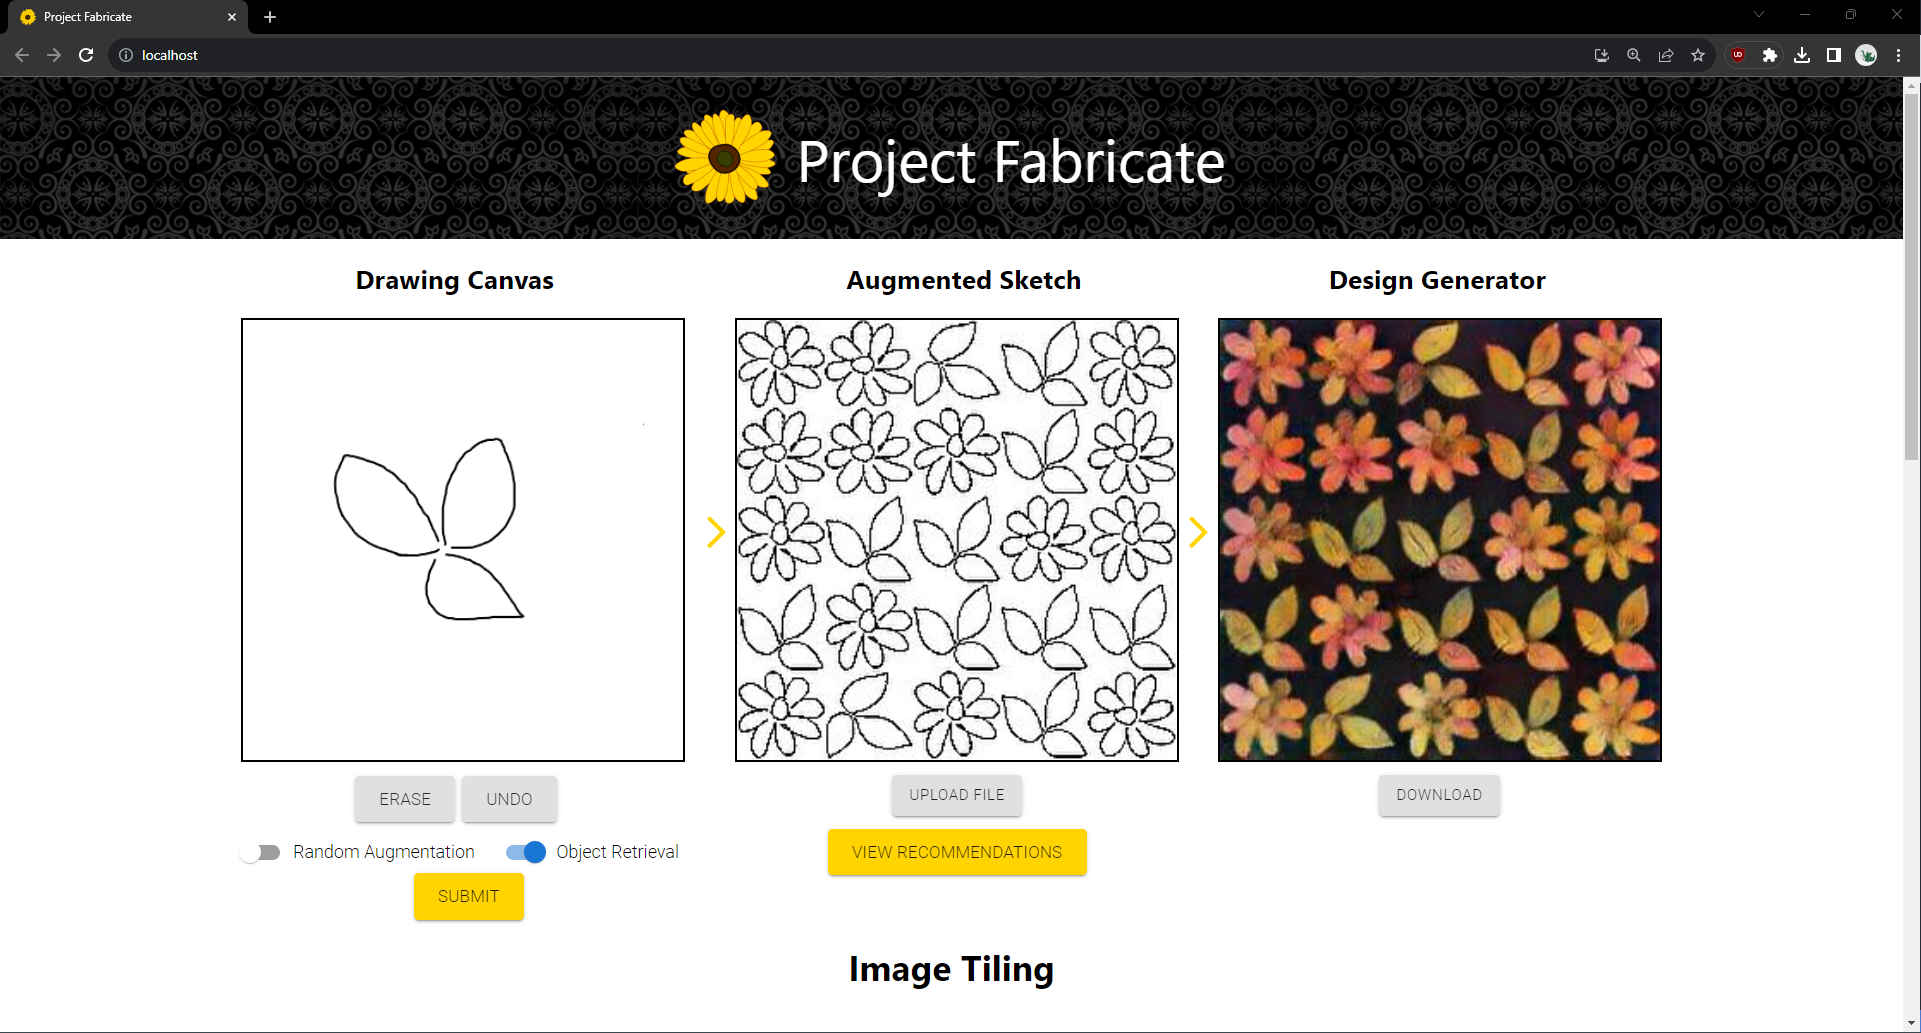 Project Fabricate
localhost
UD
Project Fabricate
Drawing Canvas
Augmented Sketch
Design Generator
ERASE
UNDO
UPLOAD FILE
DOWNLOAD
Random Augmentation
Object Retrieval
VIEW RECOMMENDATIONS
SUBMIT
Image Tiling